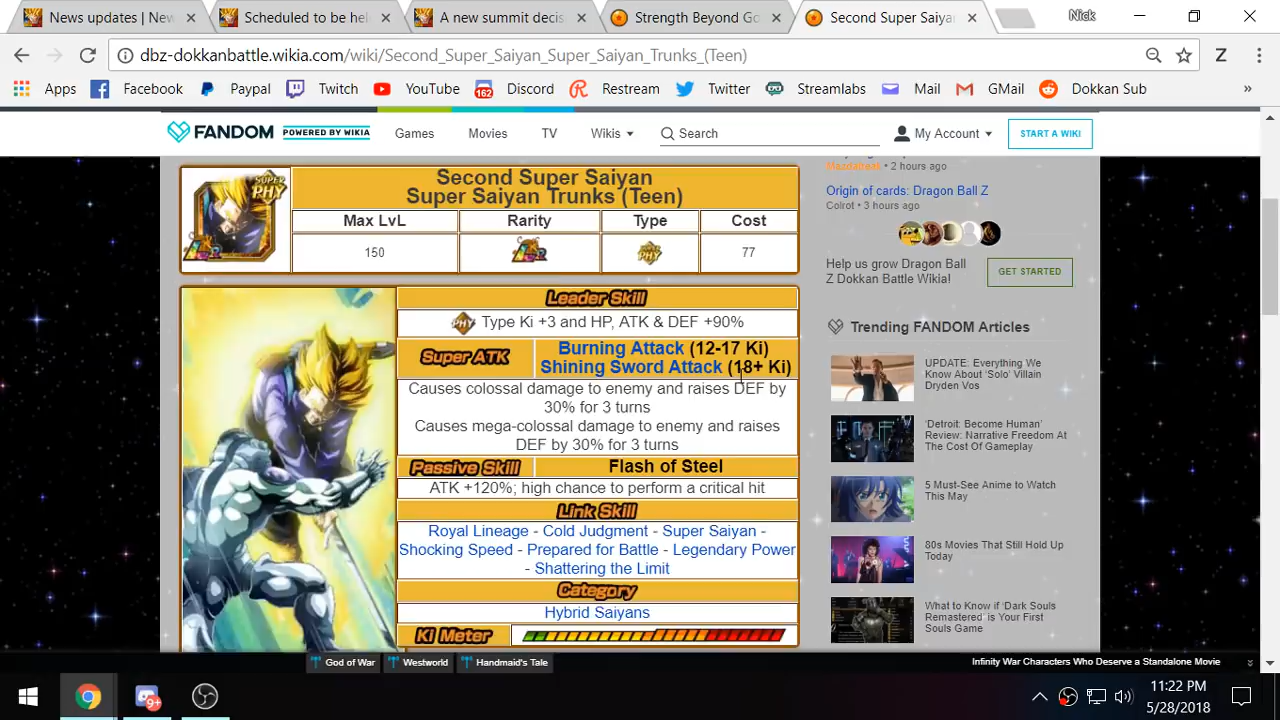 News updates | New
Scheduled to be hel
A new summit decis
Strength Beyond Go
Second Super Saiya
Nick
dbz-dokkanbattle.wikia.com/wiki/Second_Super_Saiyan_Super_Saiyan_Trunks_(Teen)
Z
Apps Facebook Paypal Twitch YouTube 162 Discord Restream Twitter Streamlabs Mail GMail Dokkan Sub »
FANDOM POWERED BY WIKIA Games Movies TV Wikis Search My Account START A WIKI
SUPER PHY
Second Super Saiyan
Super Saiyan Trunks (Teen)
Max LvL Rarity Type Cost
150 77
Leader Skill
PHY Type Ki +3 and HP, ATK & DEF +90%
Super ATK
Burning Attack (12-17 Ki)
Shining Sword Attack (18+ Ki)
Causes colossal damage to enemy and raises DEF by
30% for 3 turns
Causes mega-colossal damage to enemy and raises
DEF by 30% for 3 turns
Passive Skill Flash of Steel
ATK +120%; high chance to perform a critical hit
Link Skill
Royal Lineage - Cold Judgment - Super Saiyan -
Shocking Speed - Prepared for Battle - Legendary Power
- Shattering the Limit
Category
Hybrid Saiyans
Ki Meter
• 2 hours ago
Origin of cards: Dragon Ball Z
Colrot • 3 hours ago
Help us grow Dragon Ball
Z Dokkan Battle Wikia!
GET STARTED
Trending FANDOM Articles
UPDATE: Everything We
Know About 'Solo' Villain
Dryden Vos
'Detroit: Become Human'
Review: Narrative Freedom At
The Cost Of Gameplay
5 Must-See Anime to Watch
This May
80s Movies That Still Hold Up
Today
What to Know if 'Dark Souls
Remastered' is Your First
Souls Game
God of War Westworld Handmaid's Tale
Infinity War Characters Who Deserve a Standalone Movie
9+
11:22 PM
5/28/2018